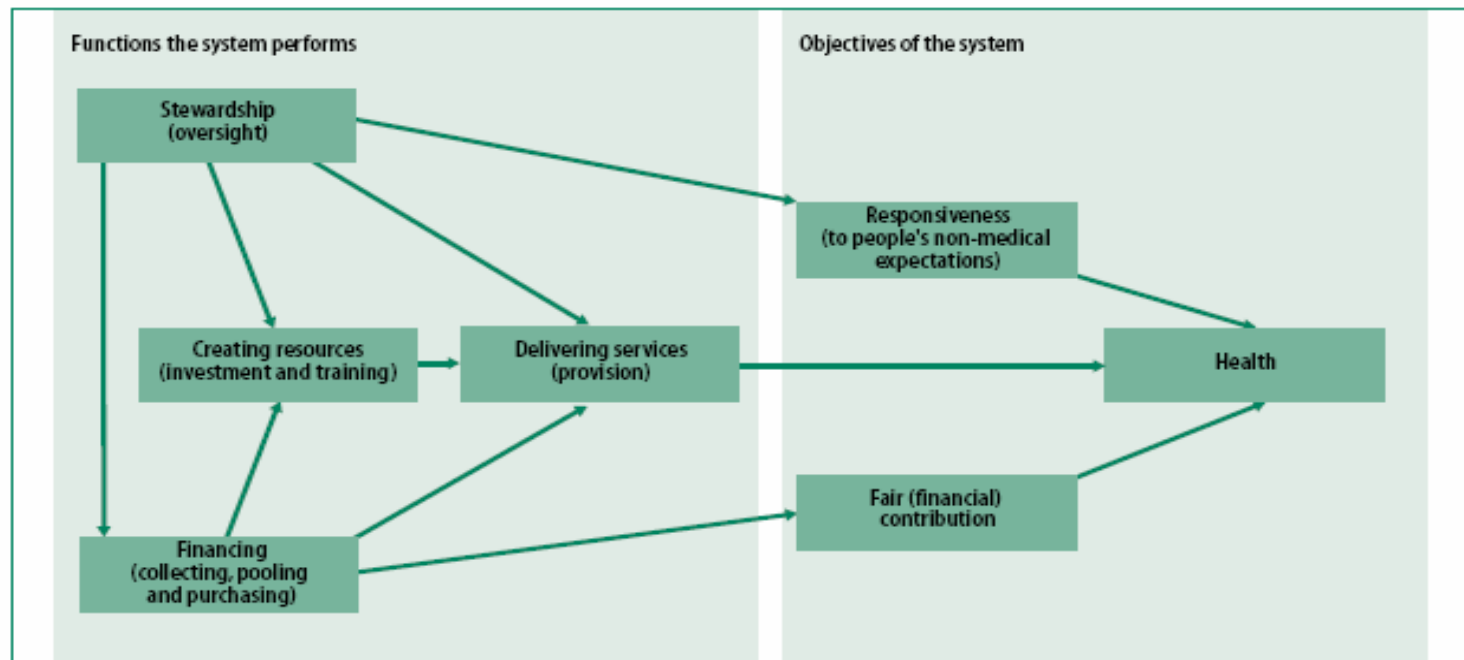 Functions the system performs
Objectives of the system
Stewardship
(oversight)
Responsiveness
(to people's non-medical
expectations)
Creating resources
(investment and training)
Delivering services
(provision)
Health
Fair (financial)
contribution
Financing
(collecting, pooling
and purchasing)